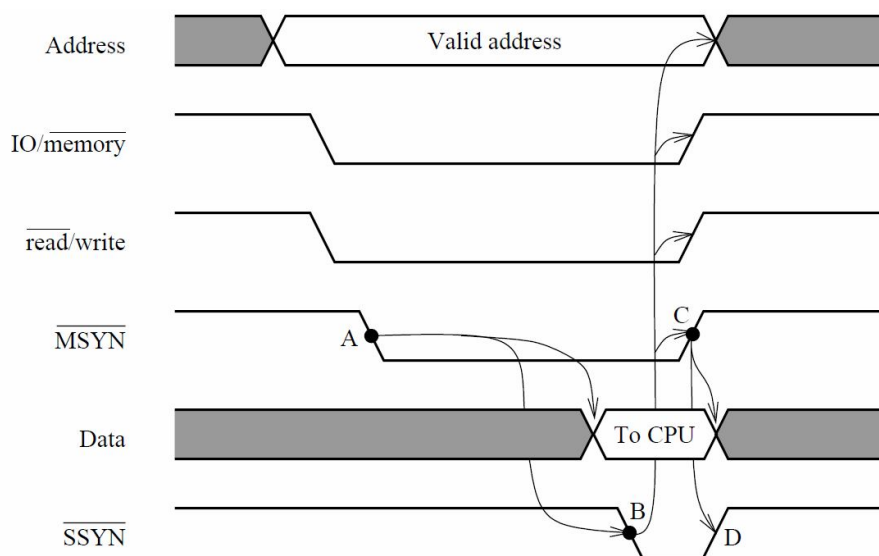 Address
Valid address
IO/memory
read/write
MSYN
A
C
Data
To CPU
B
SSYN
D